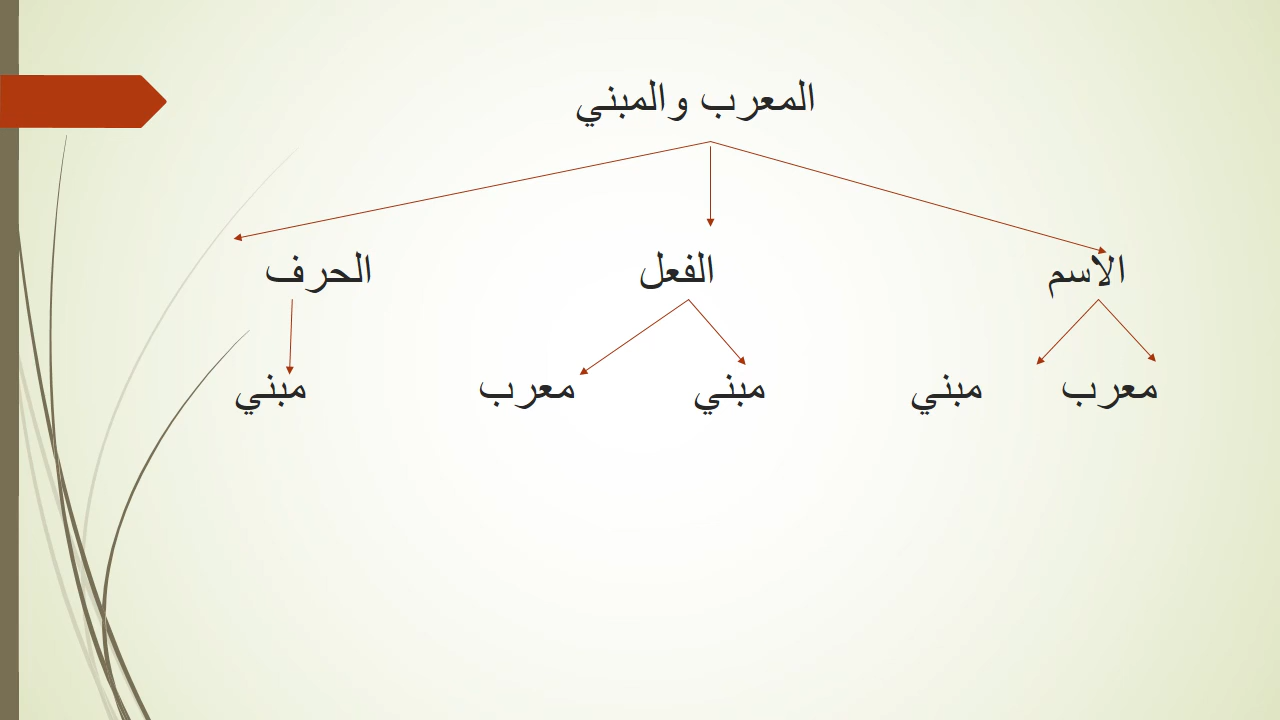 المعرب والمبني
الاسم الفعل الحرف
معرب مبني مبني معرب مبني